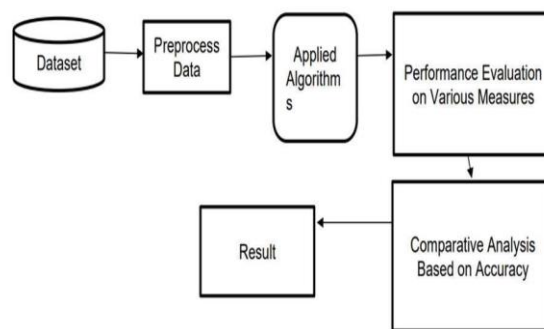 Dataset
Preprocess
Data
Applied
Algorithm
s
Performance Evaluation
on Various Measures
Comparative Analysis
Based on Accuracy
Result